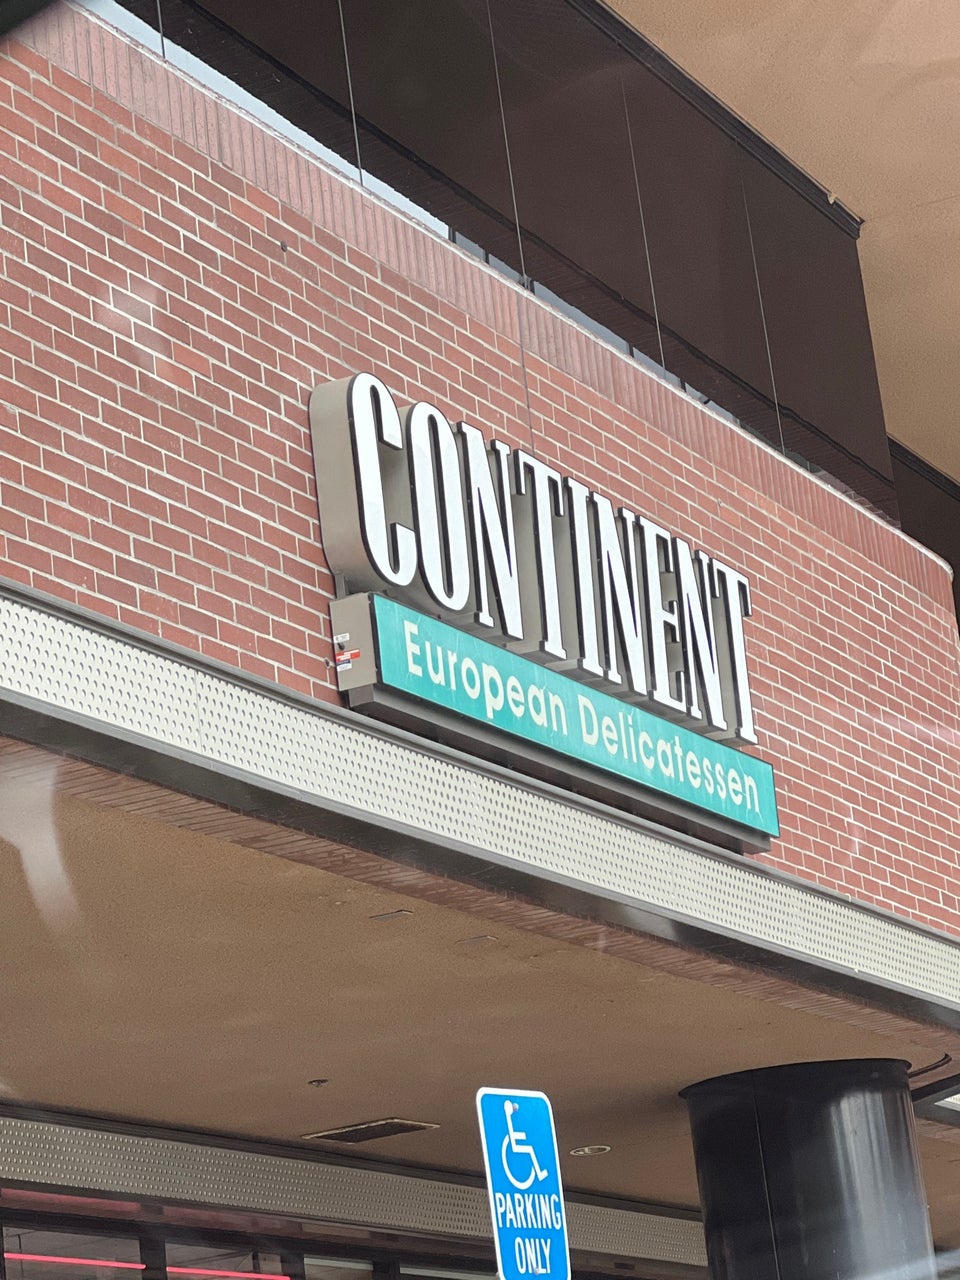 CONTINENT
European Delicatessen
PARKING
ONLY